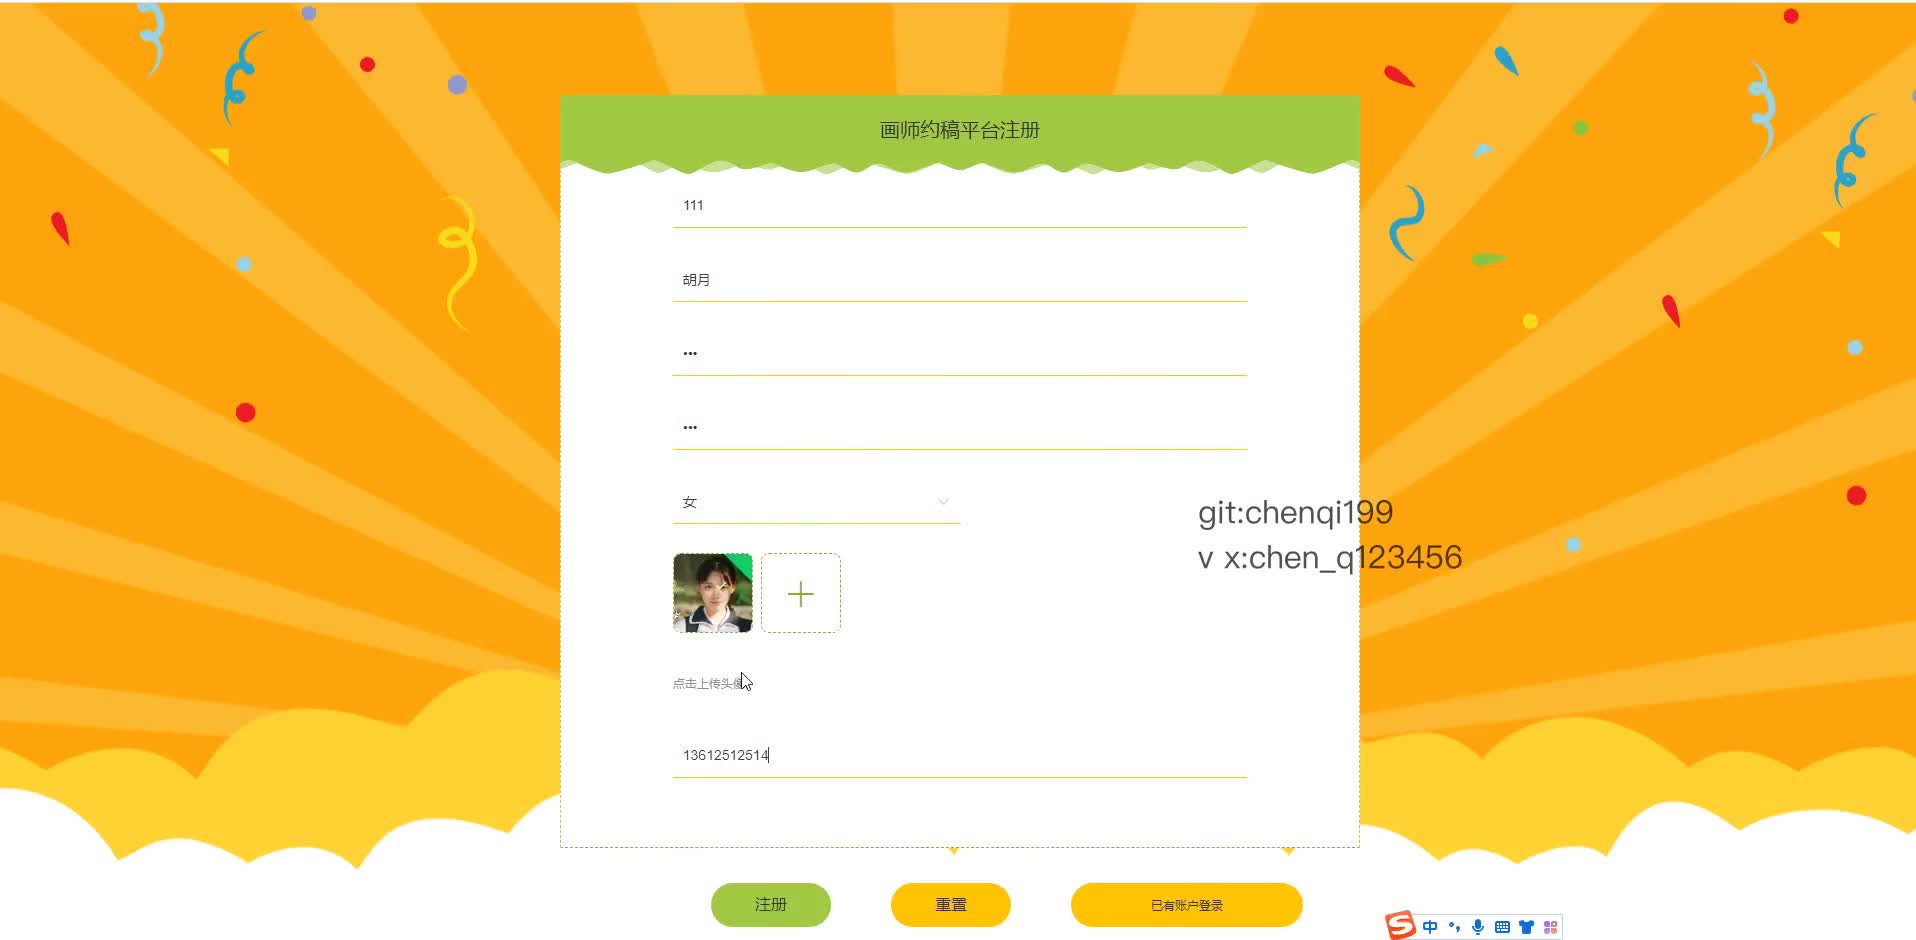 画师约稿平台注册
111
胡月
•••
•••
女
git:chenqi199
v x:chen_q123456
点击上传头像
13612512514
注册
重置
已有账户登录
S 中